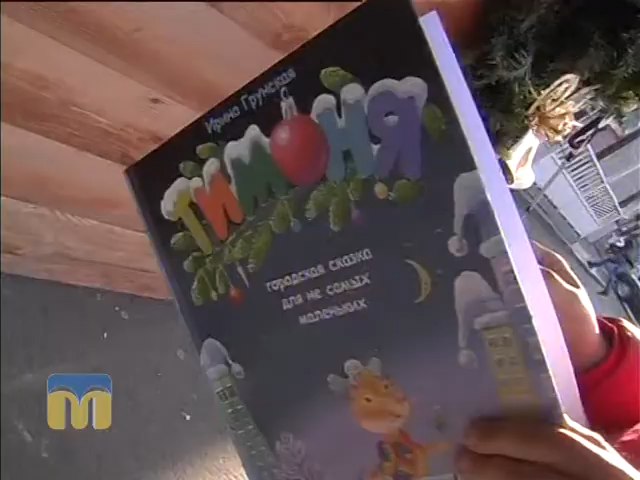 Ирина Грунская
ТИМОНЯ
городская сказка
для не самых
маленьких